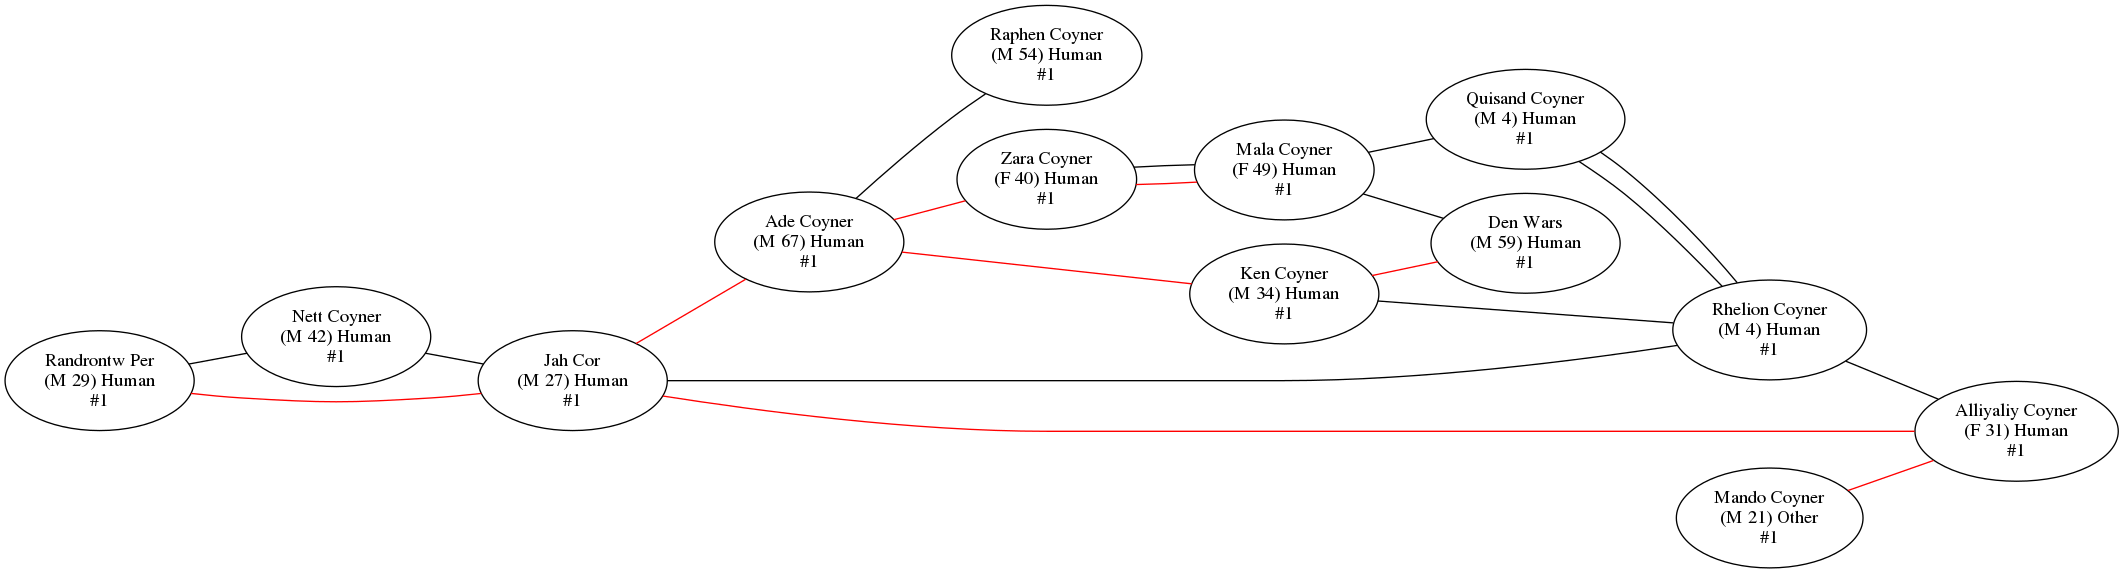 Raphen Coyner
(M 54) Human
#1
Quisand Coyner
(M 4) Human
#1
Zara Coyner
(F 40) Human
#1
Mala Coyner
(F 49) Human
#1
Ade Coyner
(M 67) Human
#1
Den Wars
(M 59) Human
#1
Ken Coyner
(M 34) Human
#1
Nett Coyner
(M 42) Human
#1
Rhelion Coyner
(M 4) Human
#1
Randrontw Per
(M 29) Human
#1
Jah Cor
(M 27) Human
#1
Alliyaliy Coyner
(F 31) Human
#1
Mando Coyner
(M 21) Other
#1